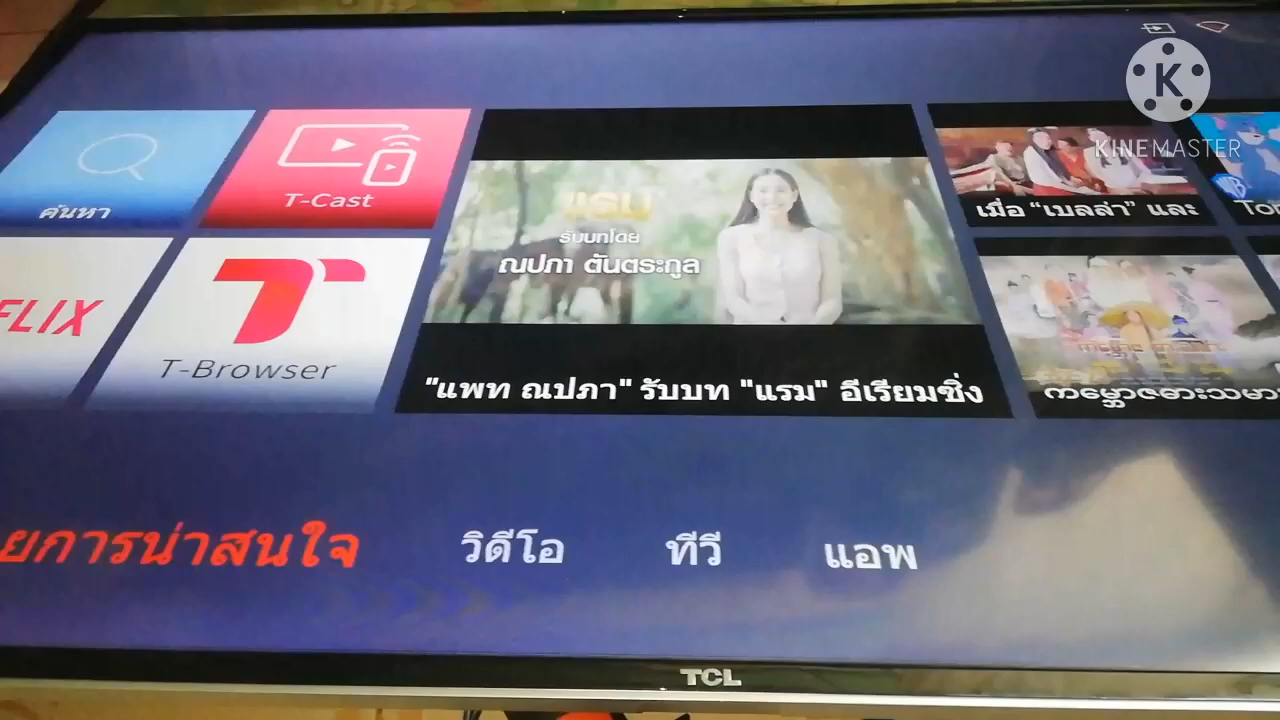 KINEMASTER
ค้นหา
T-Cast
แรม
รับบทโดย
ณปภา ตันตระกูล
เมื่อ “เบลล่า” และ
FLIX
T-Browser
"แพท ณปภา" รับบท "แรม" อีเรียมซิ่ง
ยการน่าสนใจ
วิดีโอ
ทีวี
แอพ
TCL